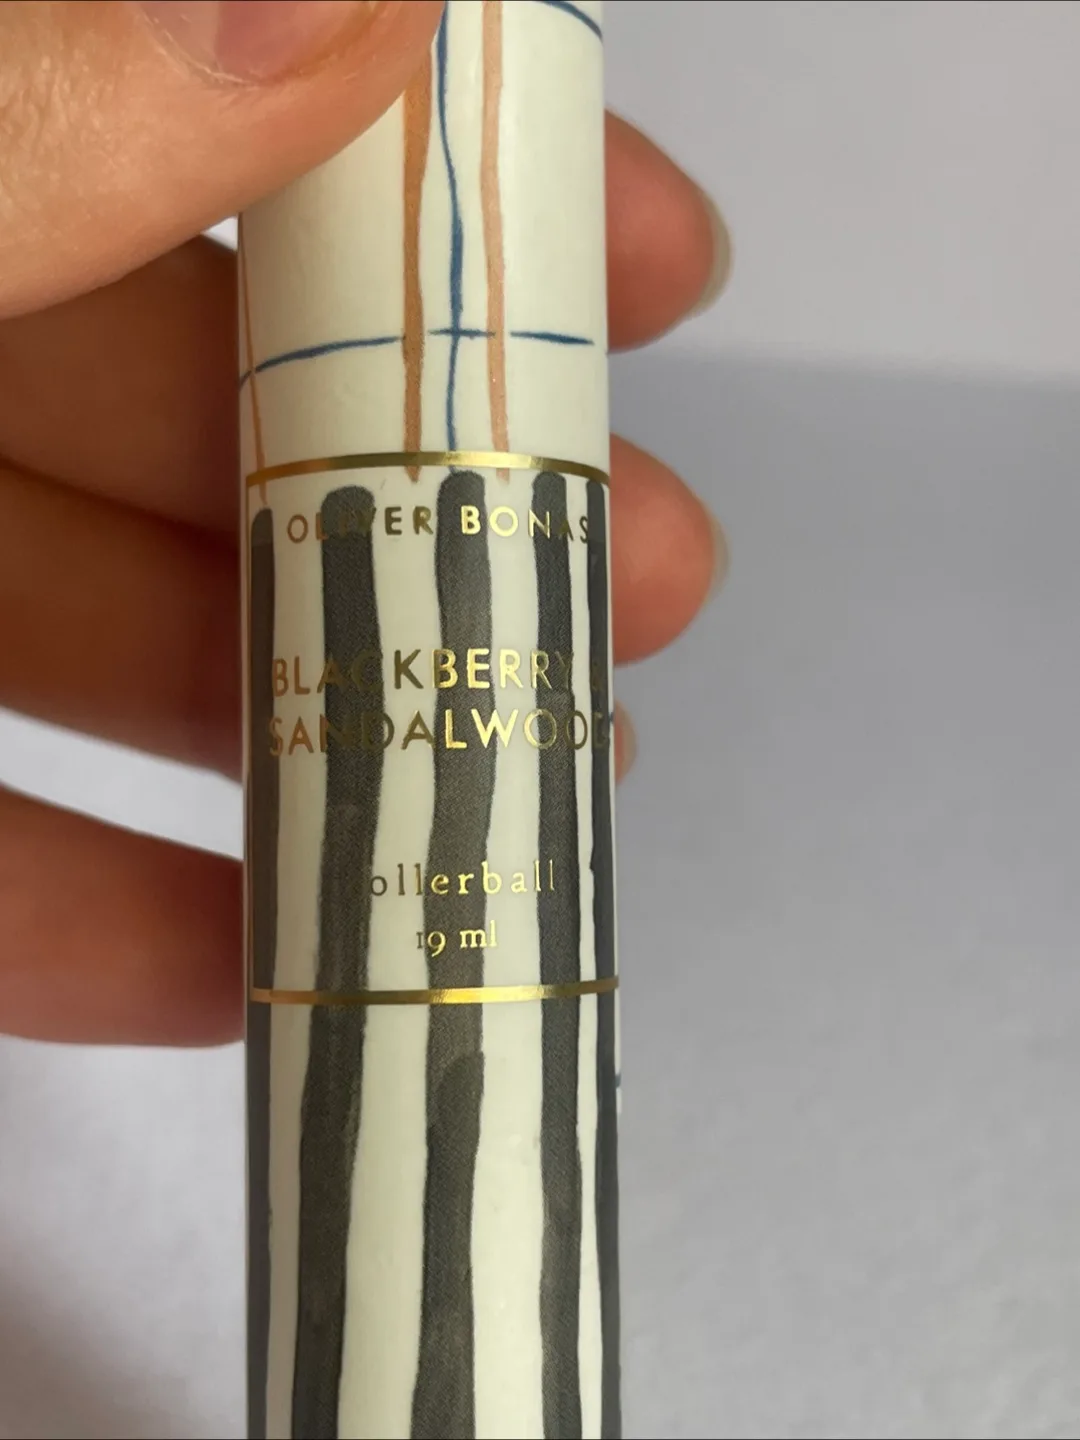 OLIVER BONAS
BLACKBERRY &
SANDALWOOD
rollerball
19 ml